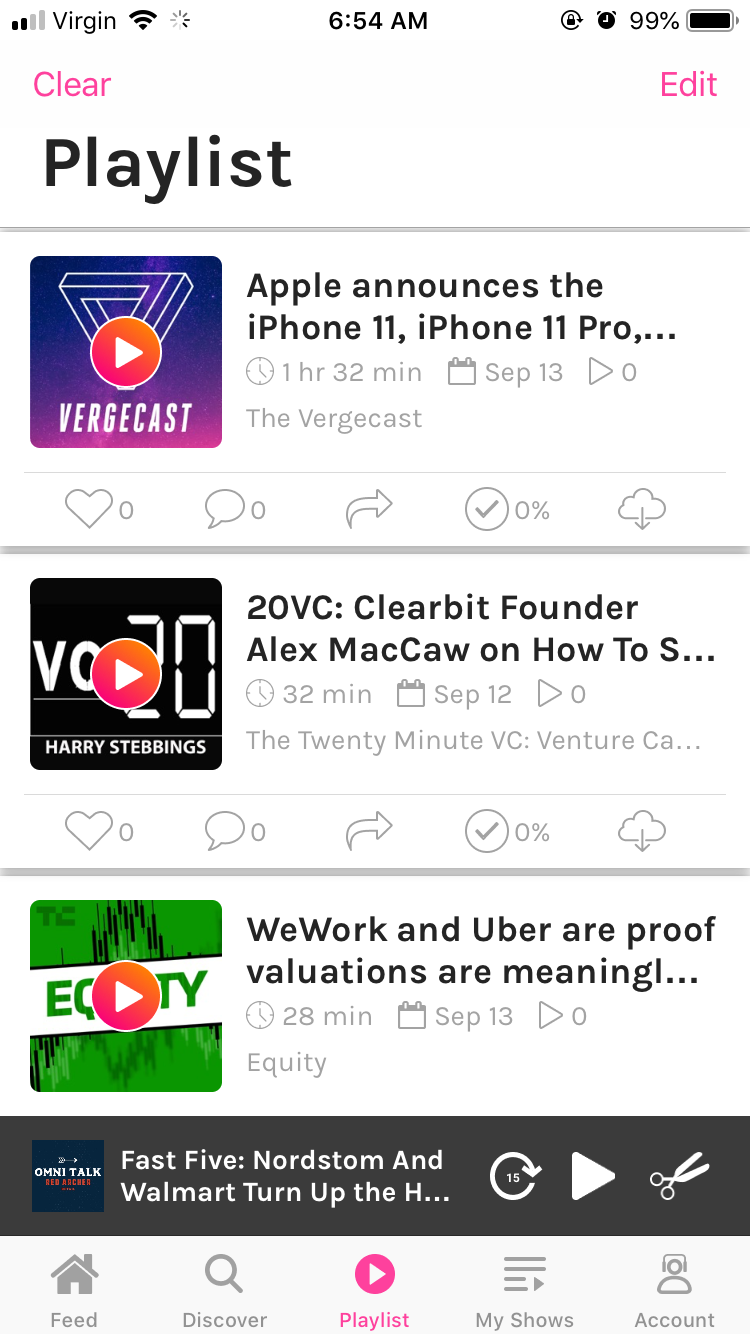 Virgin 6:54 AM 99%
Clear Edit
Playlist
VERGECAST
Apple announces the
iPhone 11, iPhone 11 Pro,...
1 hr 32 min Sep 13 0
The Vergecast
0 0 0%
20
HARRY STEBBINGS
20VC: Clearbit Founder
Alex MacCaw on How To S...
32 min Sep 12 0
The Twenty Minute VC: Venture Ca...
0 0 0%
TC
WeWork and Uber are proof
valuations are meaningl...
28 min Sep 13 0
Equity
OMNI TALK
RED ARCHER
Fast Five: Nordstom And
Walmart Turn Up the H...
15
Feed Discover Playlist My Shows Account